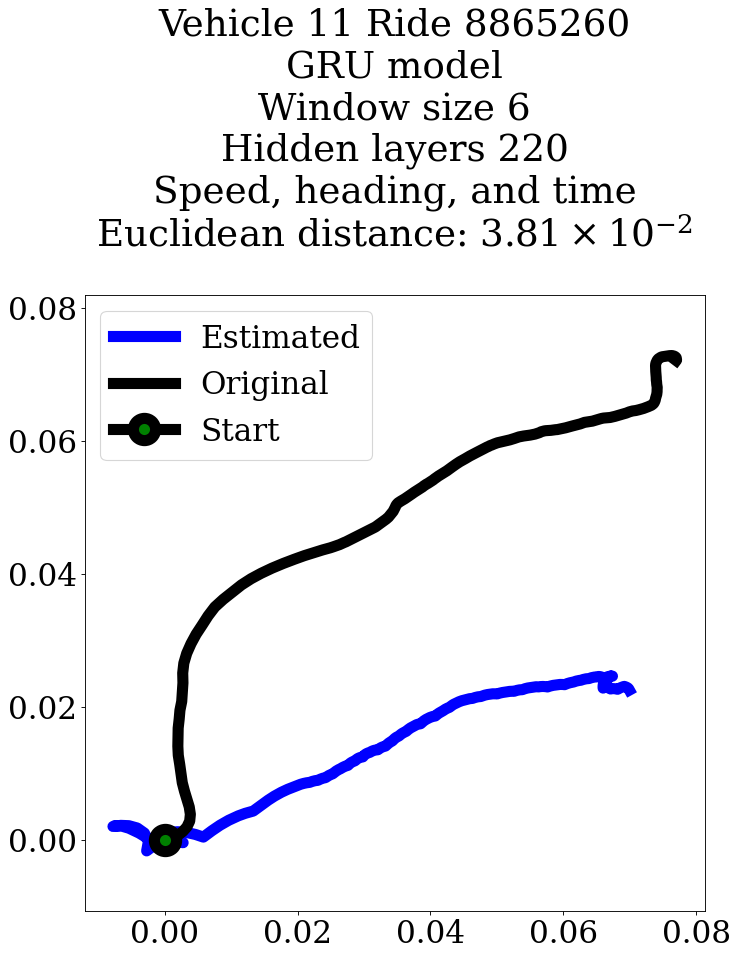 Vehicle 11 Ride 8865260
GRU model
Window size 6
Hidden layers 220
Speed, heading, and time
Euclidean distance: 3.81 × 10⁻²
Estimated
Original
Start
0.08
0.06
0.04
0.02
0.00
0.00 0.02 0.04 0.06 0.08